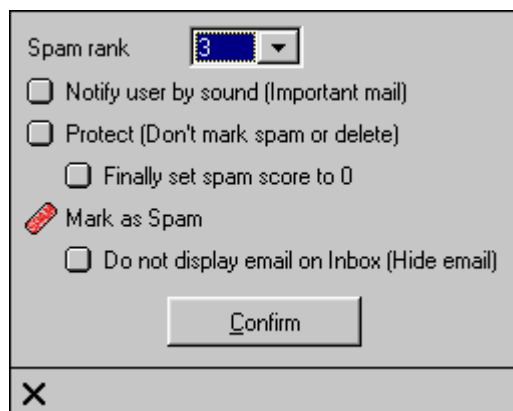 Spam rank 3
Notify user by sound (Important mail)
Protect (Don't mark spam or delete)
Finally set spam score to 0
Mark as Spam
Do not display email on Inbox (Hide email)
Confirm